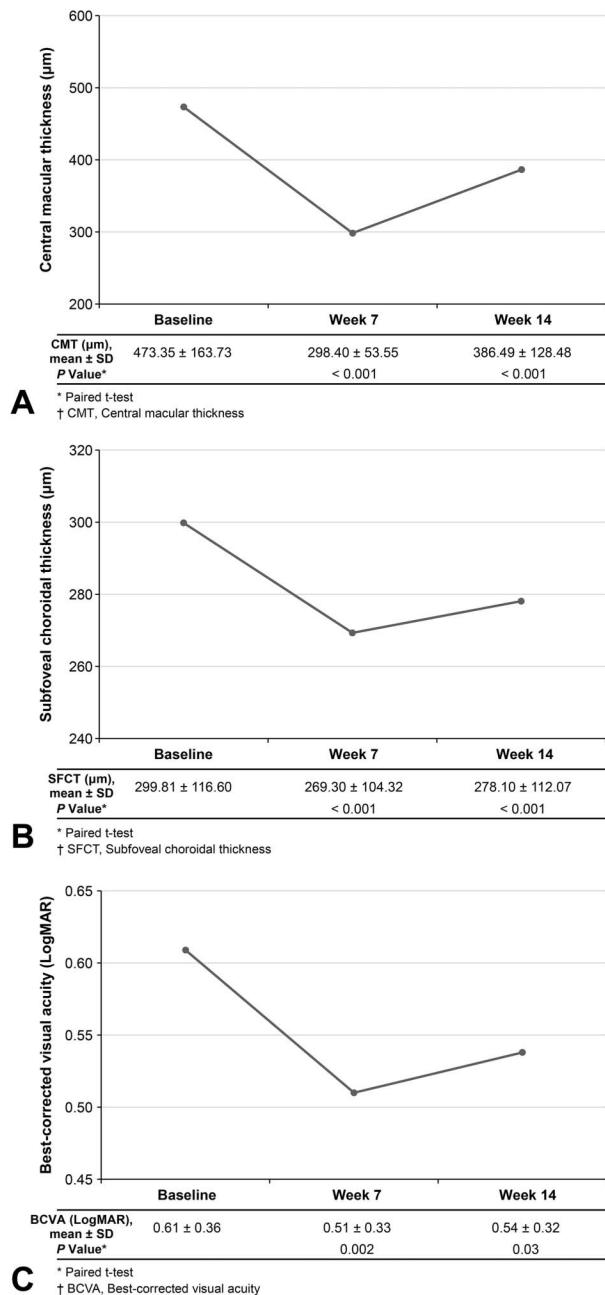 600
500
400
300
200
Central macular thickness (μm)
Baseline Week 7 Week 14
CMT (μm), mean ± SD 473.35 ± 163.73 298.40 ± 53.55 386.49 ± 128.48
P Value* < 0.001 < 0.001
* Paired t-test
† CMT, Central macular thickness
A
320
300
280
260
240
Subfoveal choroidal thickness (μm)
Baseline Week 7 Week 14
SFCT (μm), mean ± SD 299.81 ± 116.60 269.30 ± 104.32 278.10 ± 112.07
P Value* < 0.001 < 0.001
* Paired t-test
† SFCT, Subfoveal choroidal thickness
B
0.65
0.60
0.55
0.50
0.45
Best-corrected visual acuity (LogMAR)
Baseline Week 7 Week 14
BCVA (LogMAR), mean ± SD 0.61 ± 0.36 0.51 ± 0.33 0.54 ± 0.32
P Value* 0.002 0.03
* Paired t-test
† BCVA, Best-corrected visual acuity
C